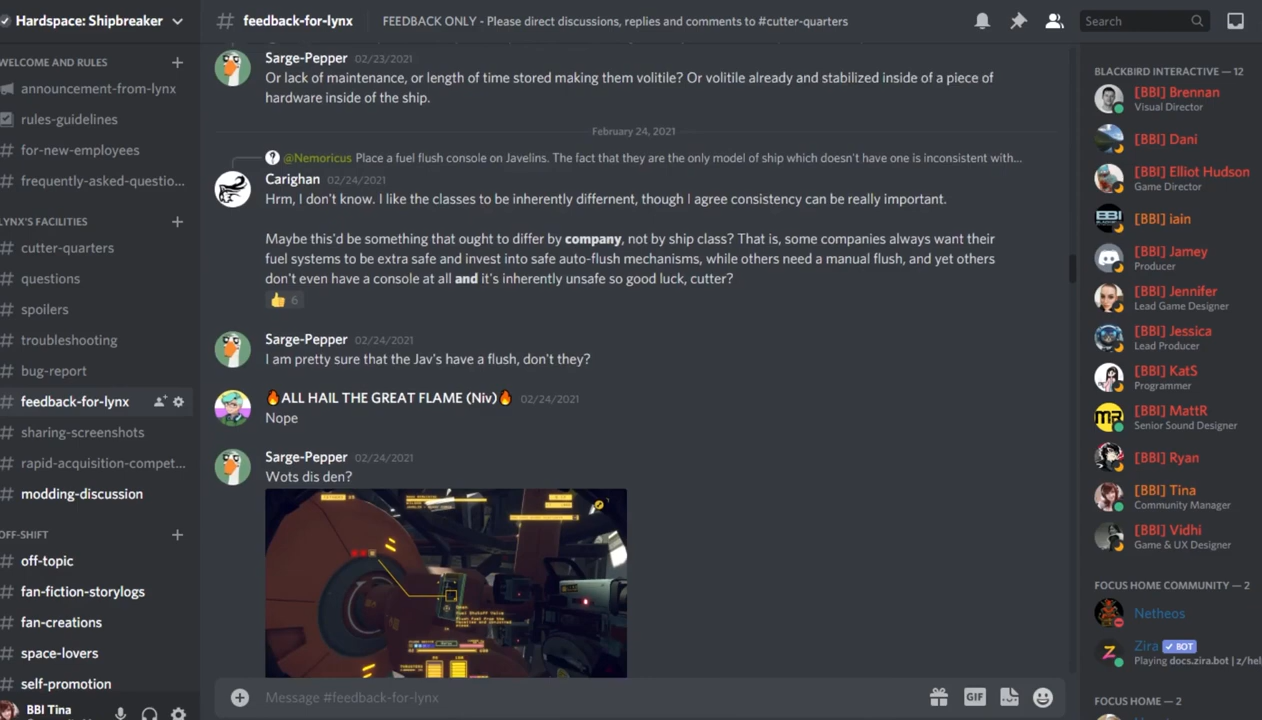 Hardspace: Shipbreaker
WELCOME AND RULES
announcement-from-lynx
rules-guidelines
for-new-employees
frequently-asked-questio...
LYNX'S FACILITIES
cutter-quarters
questions
spoilers
troubleshooting
bug-report
feedback-for-lynx
sharing-screenshots
rapid-acquisition-compet...
modding-discussion
OFF-SHIFT
off-topic
fan-fiction-storylogs
fan-creations
space-lovers
self-promotion
BBI Tina
# feedback-for-lynx
FEEDBACK ONLY - Please direct discussions, replies and comments to #cutter-quarters
Search
Sarge-Pepper 02/23/2021
Or lack of maintenance, or length of time stored making them volitile? Or volitile already and stabilized inside of a piece of
hardware inside of the ship.
February 24, 2021
@Nemoricus Place a fuel flush console on Javelins. The fact that they are the only model of ship which doesn't have one is inconsistent with...
Carighan 02/24/2021
Hrm, I don't know. I like the classes to be inherently differnent, though I agree consistency can be really important.
Maybe this'd be something that ought to differ by company, not by ship class? That is, some companies always want their
fuel systems to be extra safe and invest into safe auto-flush mechanisms, while others need a manual flush, and yet others
don't even have a console at all and it's inherently unsafe so good luck, cutter?
👍 6
Sarge-Pepper 02/24/2021
I am pretty sure that the Jav's have a flush, don't they?
🔥ALL HAIL THE GREAT FLAME (Niv)🔥 02/24/2021
Nope
Sarge-Pepper 02/24/2021
Wots dis den?
Fuel Shutoff Valve
Message #feedback-for-lynx
GIF
BLACKBIRD INTERACTIVE — 12
[BBI] Brennan
Visual Director
[BBI] Dani
[BBI] Elliot Hudson
Game Director
[BBI] iain
[BBI] Jamey
Producer
[BBI] Jennifer
Lead Game Designer
[BBI] Jessica
Lead Producer
[BBI] KatS
Programmer
[BBI] MattR
Senior Sound Designer
[BBI] Ryan
[BBI] Tina
Community Manager
[BBI] Vidhi
Game & UX Designer
FOCUS HOME COMMUNITY — 2
Netheos
Zira BOT
Playing docs.zira.bot | z/hel
FOCUS HOME — 2